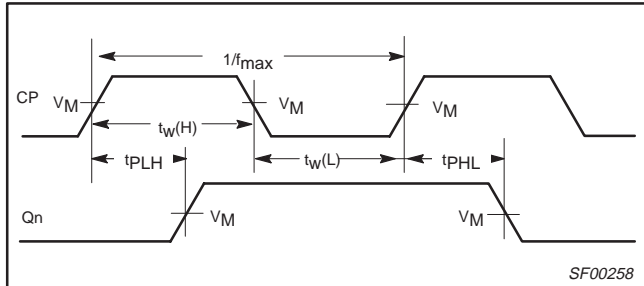 1/fmax
CP VM VM VM
tw(H)
tPLH tw(L) tPHL
Qn VM VM
SF00258